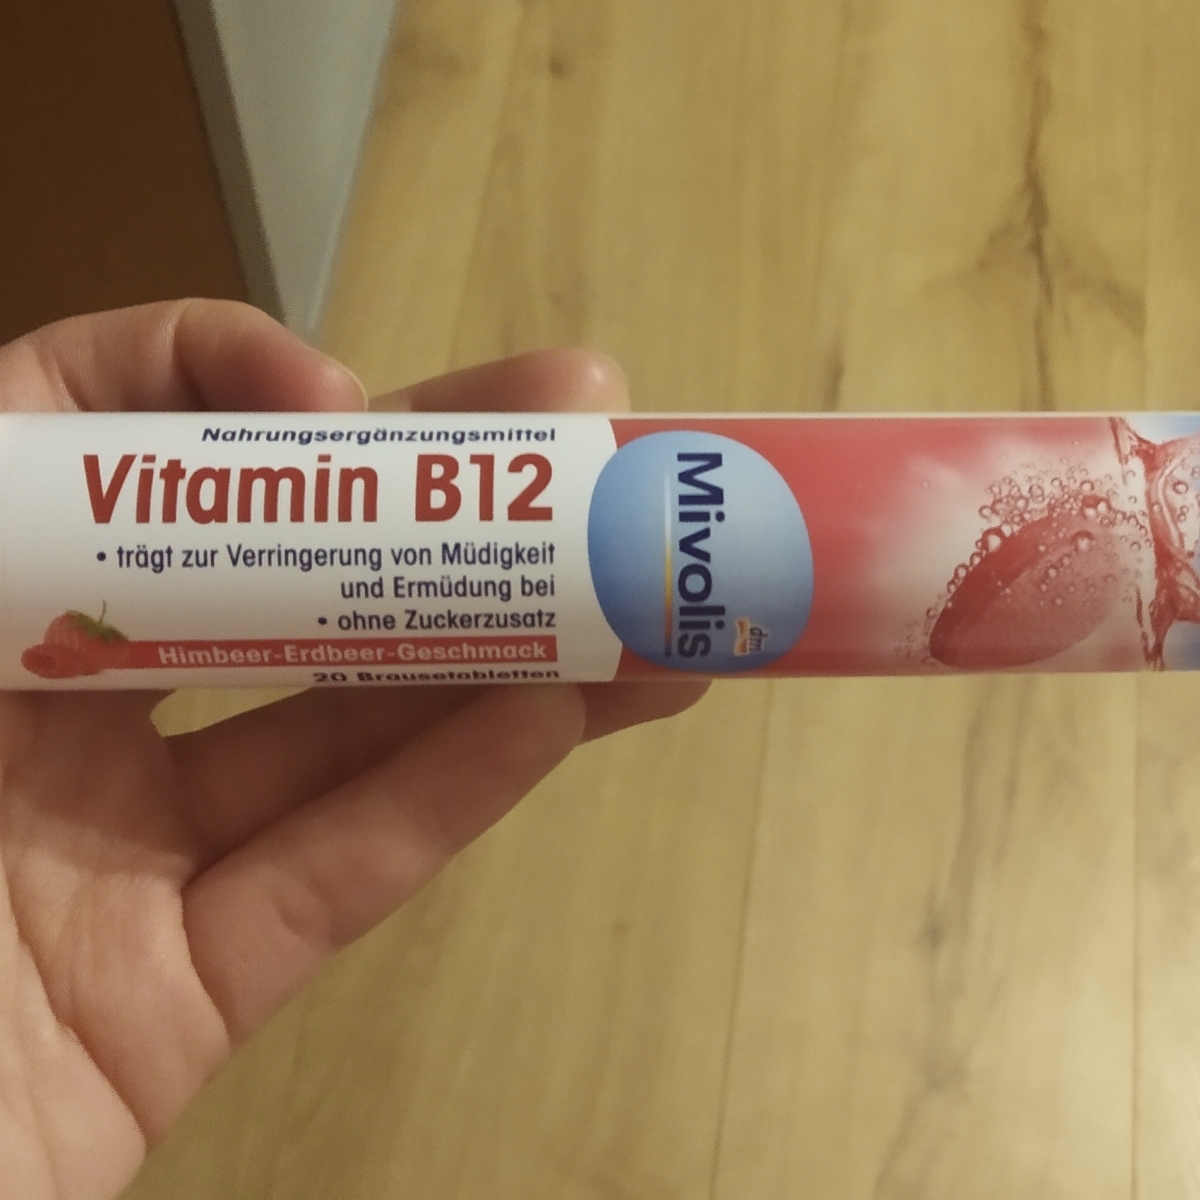 Nahrungsergänzungsmittel
Vitamin B12
• trägt zur Verringerung von Müdigkeit
und Ermüdung bei
• ohne Zuckerzusatz
Himbeer-Erdbeer-Geschmack
20 Brausetabletten
Mivolis
dm